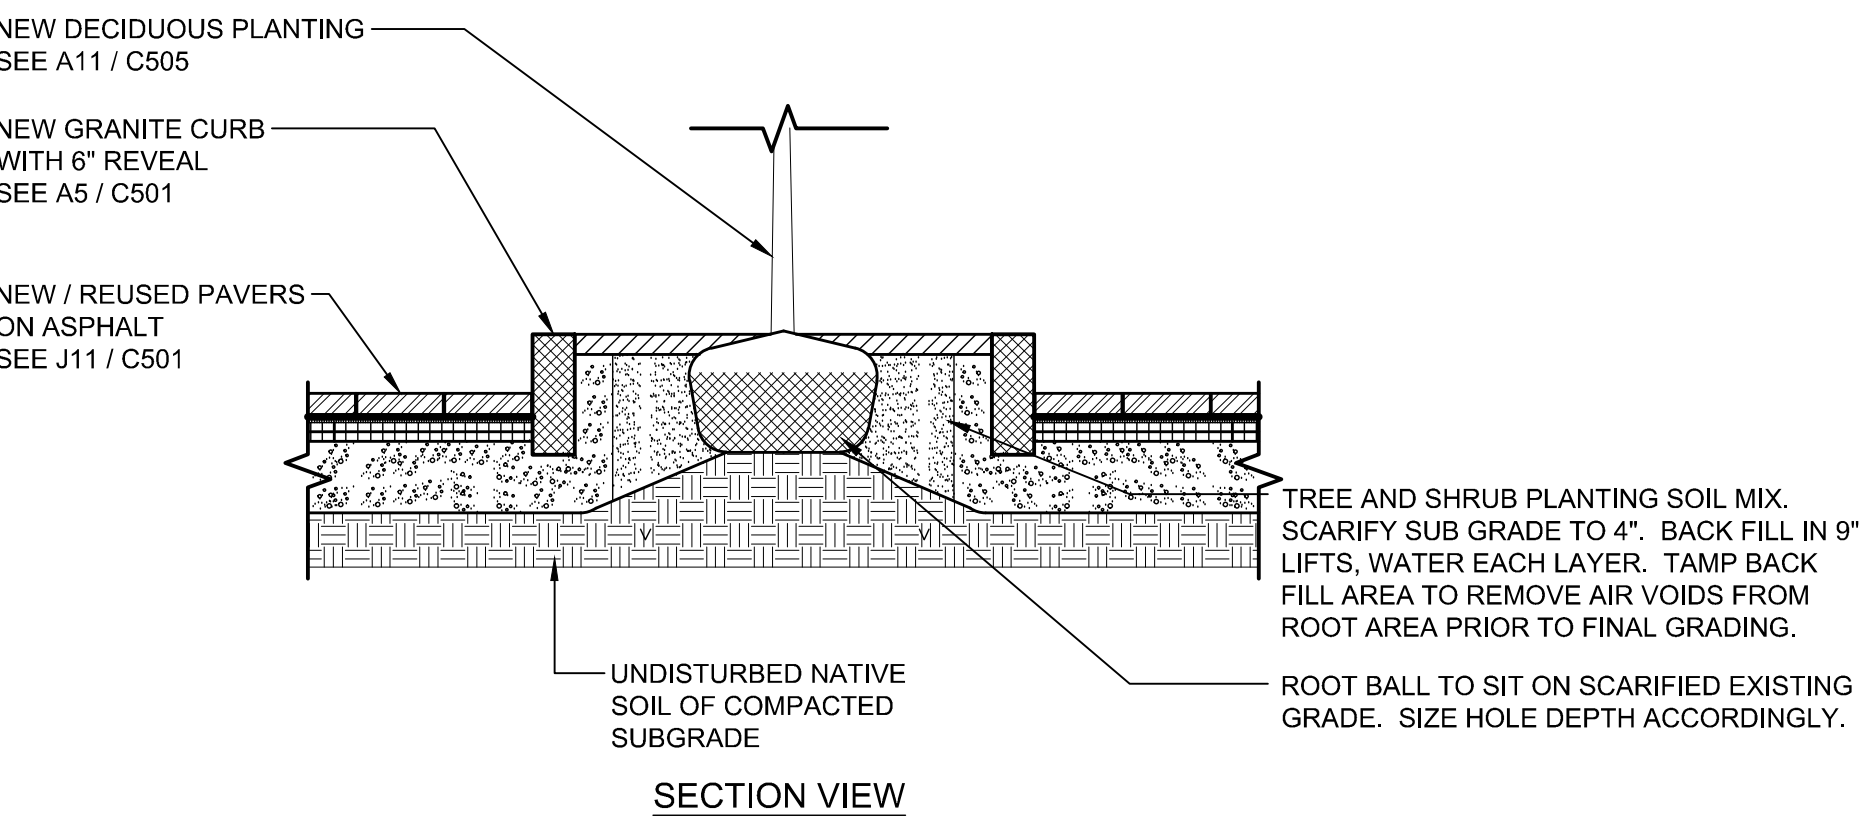 NEW DECIDUOUS PLANTING
SEE A11 / C505
NEW GRANITE CURB
WITH 6" REVEAL
SEE A5 / C501
NEW / REUSED PAVERS
ON ASPHALT
SEE J11 / C501
TREE AND SHRUB PLANTING SOIL MIX.
SCARIFY SUB GRADE TO 4". BACK FILL IN 9"
LIFTS, WATER EACH LAYER. TAMP BACK
FILL AREA TO REMOVE AIR VOIDS FROM
ROOT AREA PRIOR TO FINAL GRADING.
ROOT BALL TO SIT ON SCARIFIED EXISTING
GRADE. SIZE HOLE DEPTH ACCORDINGLY.
UNDISTURBED NATIVE
SOIL OF COMPACTED
SUBGRADE
SECTION VIEW